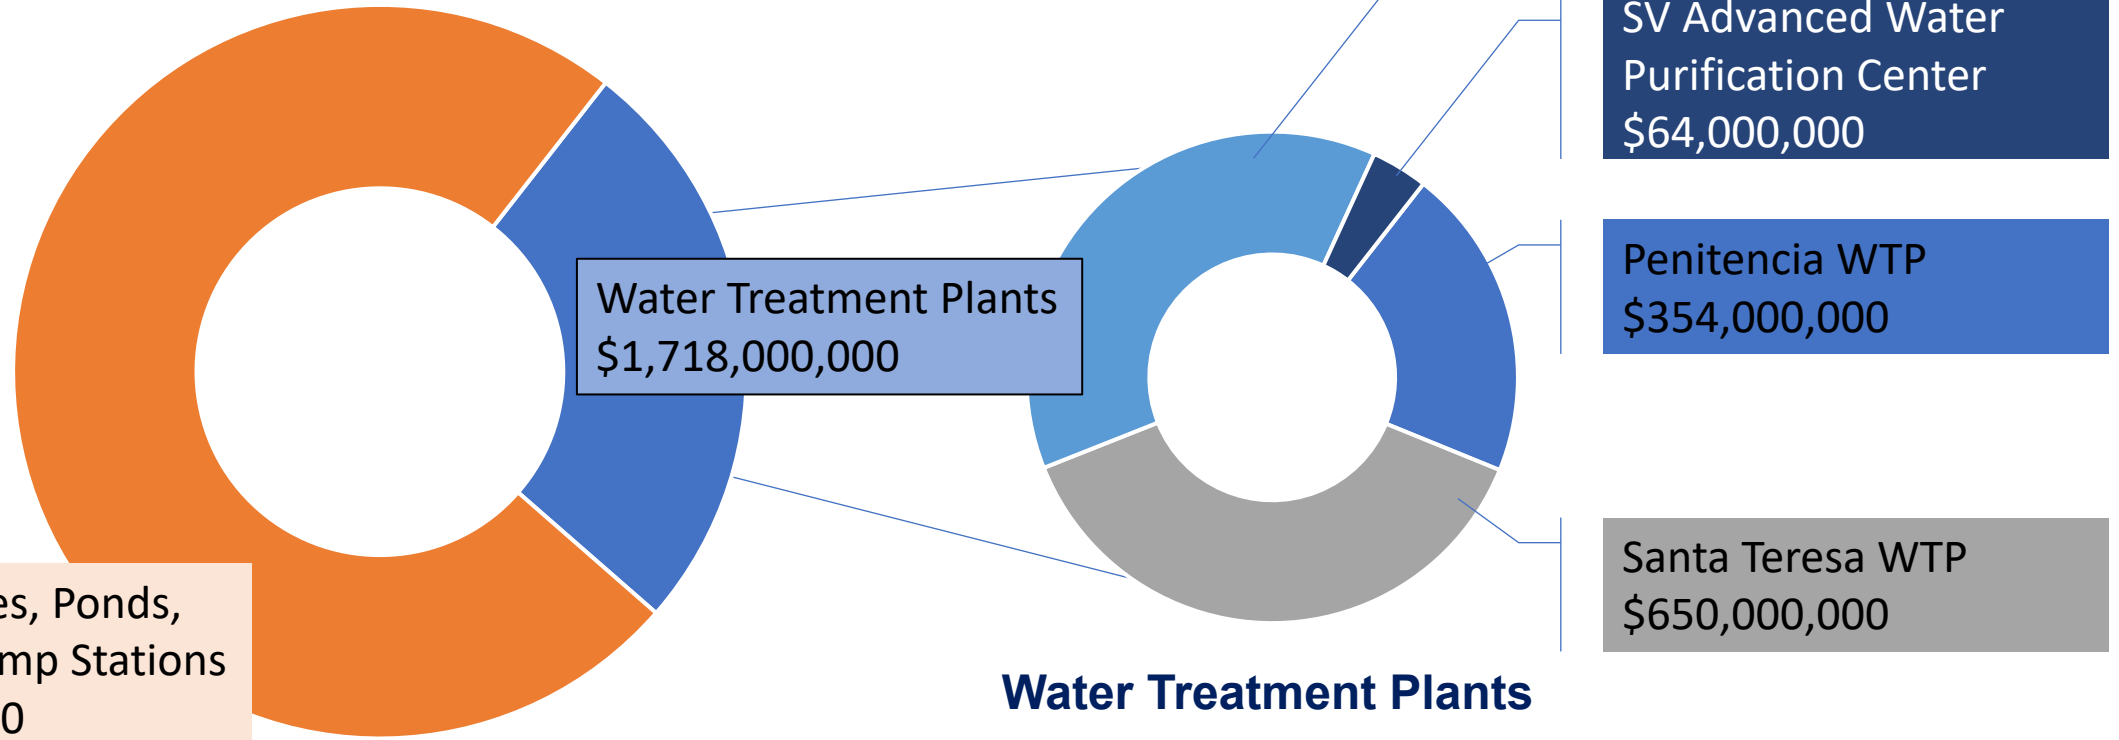 SV Advanced Water
Purification Center
$64,000,000
Water Treatment Plants
$1,718,000,000
Penitencia WTP
$354,000,000
Santa Teresa WTP
$650,000,000
es, Ponds,
mp Stations
0
Water Treatment Plants